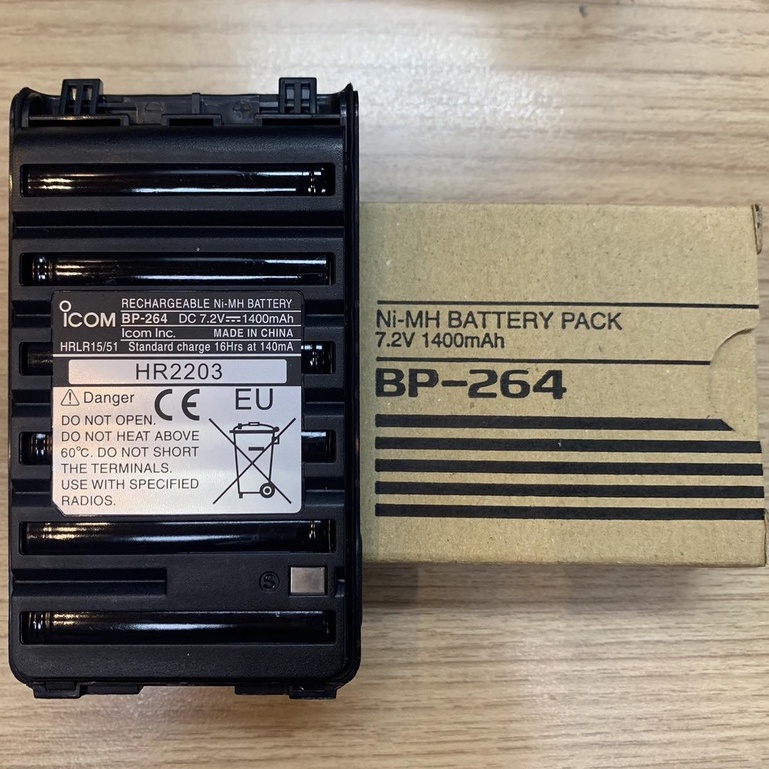 ICOM
RECHARGEABLE Ni-MH BATTERY
BP-264 DC 7.2V⎓1400mAh
Icom Inc. MADE IN CHINA
HRLR15/51 Standard charge 16Hrs at 140mA
HR2203
⚠ Danger CE EU
DO NOT OPEN.
DO NOT HEAT ABOVE
60°C. DO NOT SHORT
THE TERMINALS.
USE WITH SPECIFIED
RADIOS.
S
Ni-MH BATTERY PACK
7.2V 1400mAh
BP-264